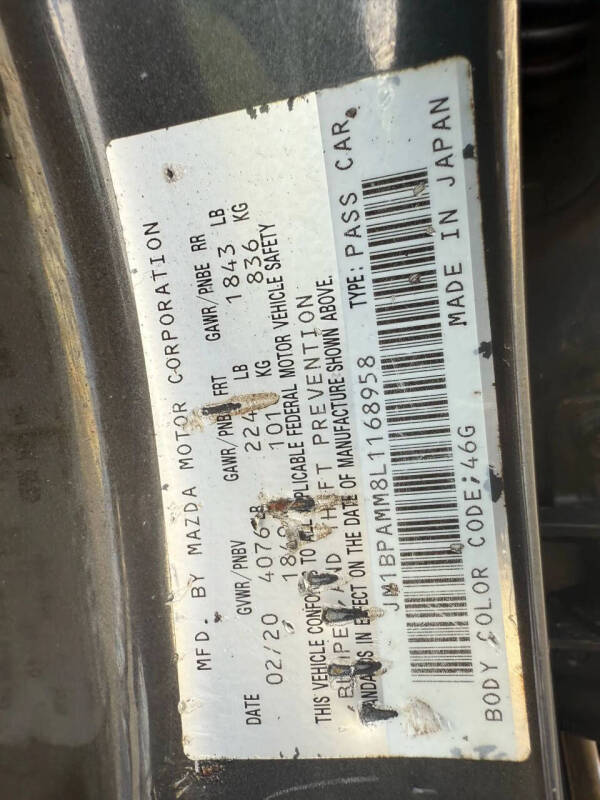 MFD. BY MAZDA MOTOR CORPORATION
DATE GVWR/PNBV GAWR/PNBE FRT GAWR/PNBE RR
02/20 4076 LB LB 1843 LB
KG 836 KG
THIS VEHICLE CONFORMS TO ALL APPLICABLE FEDERAL MOTOR VEHICLE SAFETY
BUMPER AND THEFT PREVENTION
STANDARDS IN EFFECT ON THE DATE OF MANUFACTURE SHOWN ABOVE.
JM1BPAMM8L1168958 TYPE: PASS CAR
BODY COLOR CODE:46G MADE IN JAPAN